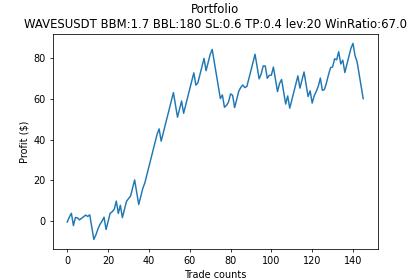 Portfolio
WAVESUSDT BBM:1.7 BBL:180 SL:0.6 TP:0.4 lev:20 WinRatio:67.0
Profit ($)
80
60
40
20
0
0 20 40 60 80 100 120 140
Trade counts